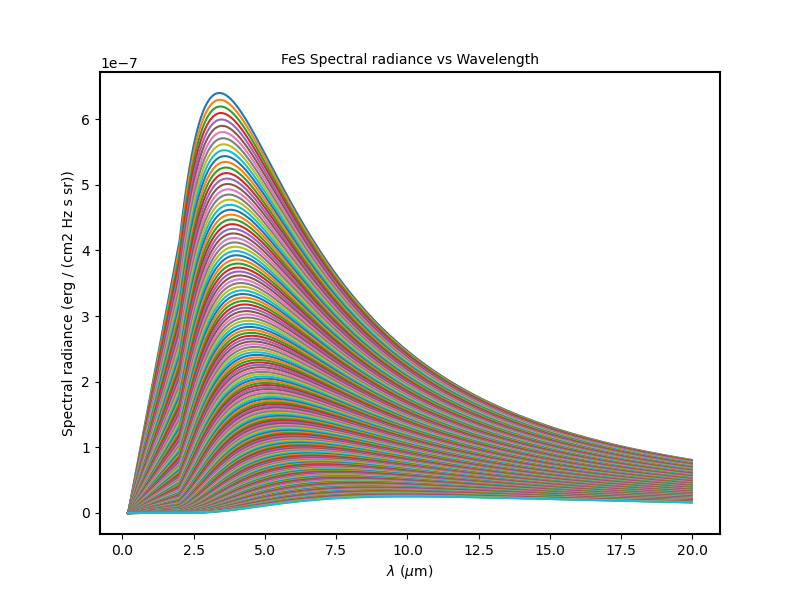 FeS Spectral radiance vs Wavelength
1e−7
6
5
4
3
2
1
0
Spectral radiance (erg / (cm2 Hz s sr))
0.0 2.5 5.0 7.5 10.0 12.5 15.0 17.5 20.0
λ (μm)